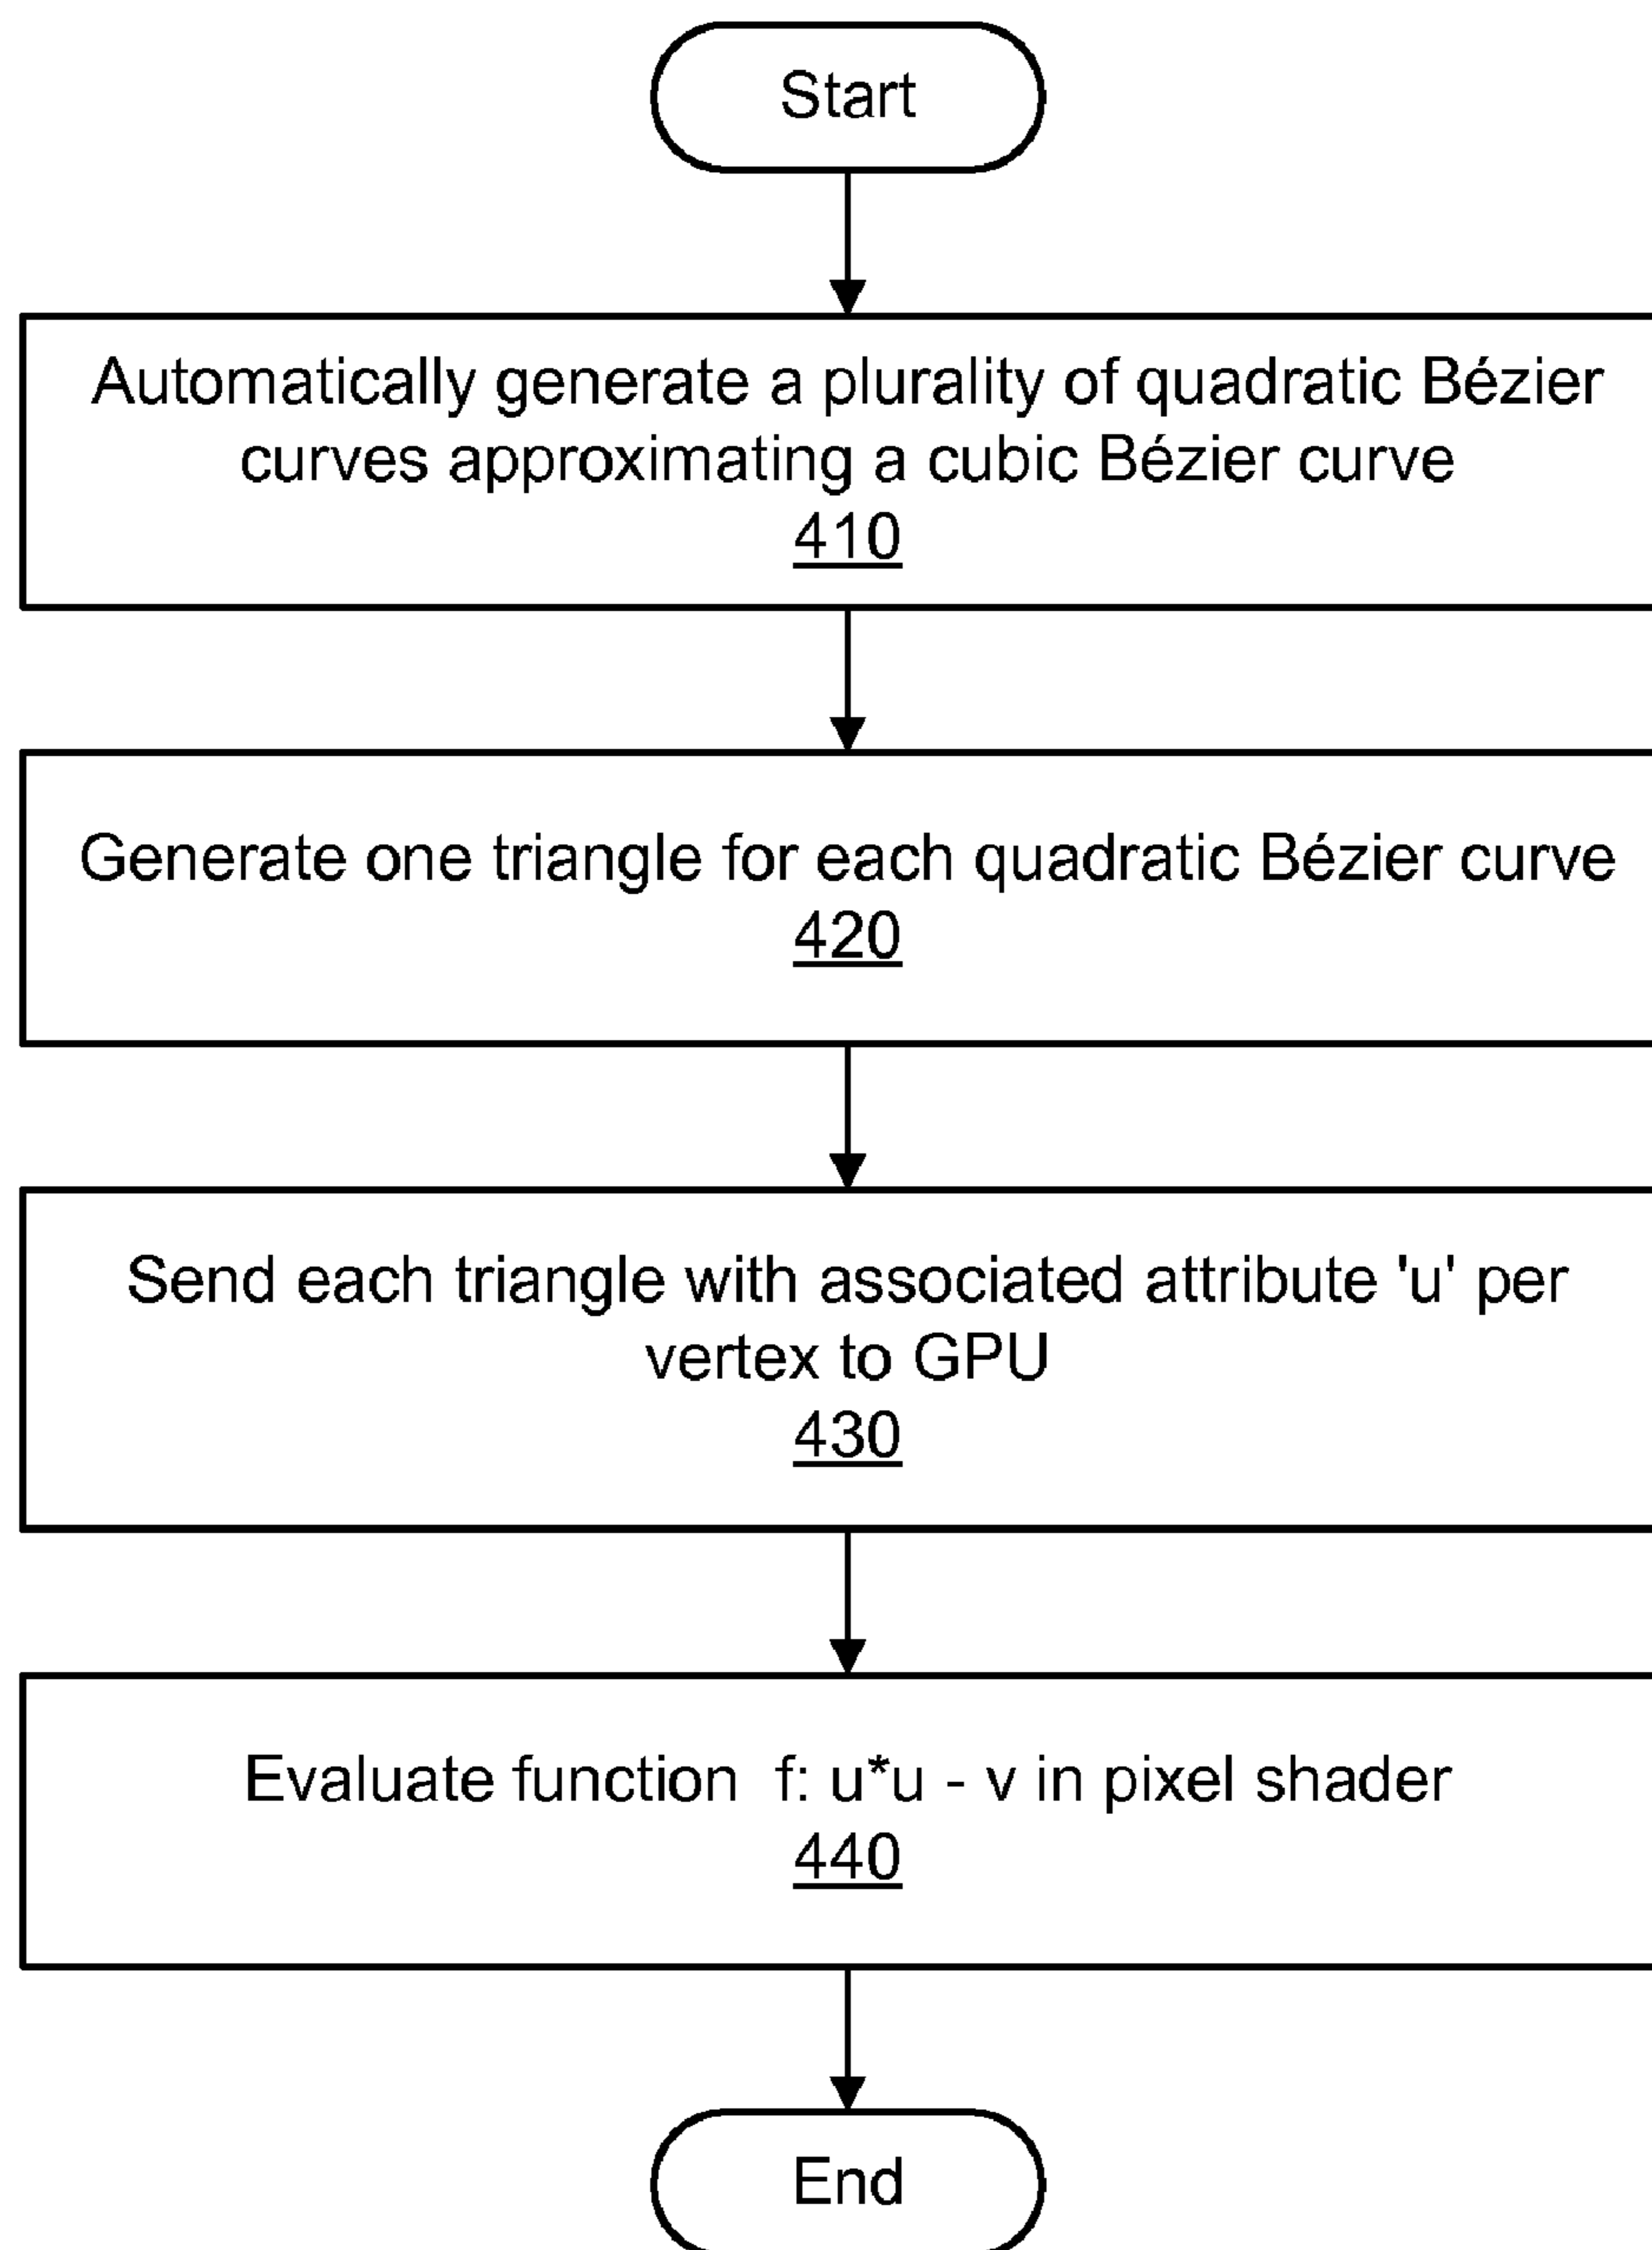 Start
Automatically generate a plurality of quadratic Bézier
curves approximating a cubic Bézier curve
410
Generate one triangle for each quadratic Bézier curve
420
Send each triangle with associated attribute 'u' per
vertex to GPU
430
Evaluate function f: u*u - v in pixel shader
440
End